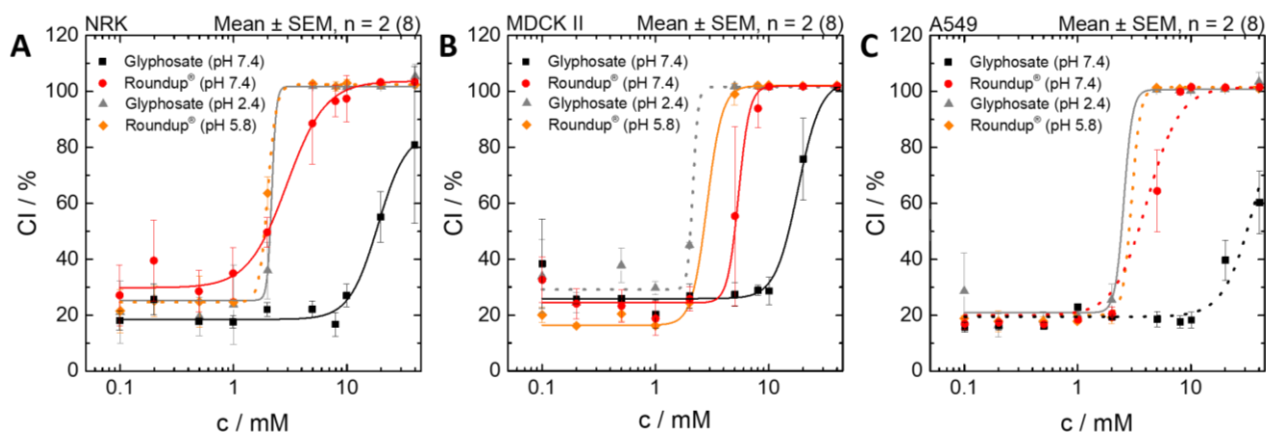 A
NRK Mean ± SEM, n = 2 (8)
CI / %
120
100
80
60
40
20
0
Glyphosate (pH 7.4)
Roundup® (pH 7.4)
Glyphosate (pH 2.4)
Roundup® (pH 5.8)
0.1 1 10
c / mM
B
MDCK II Mean ± SEM, n = 2 (8)
CI / %
120
100
80
60
40
20
0
Glyphosate (pH 7.4)
Roundup® (pH 7.4)
Glyphosate (pH 2.4)
Roundup® (pH 5.8)
0.1 1 10
c / mM
C
A549 Mean ± SEM, n = 2 (8)
CI / %
120
100
80
60
40
20
0
Glyphosate (pH 7.4)
Roundup® (pH 7.4)
Glyphosate (pH 2.4)
Roundup® (pH 5.8)
0.1 1 10
c / mM